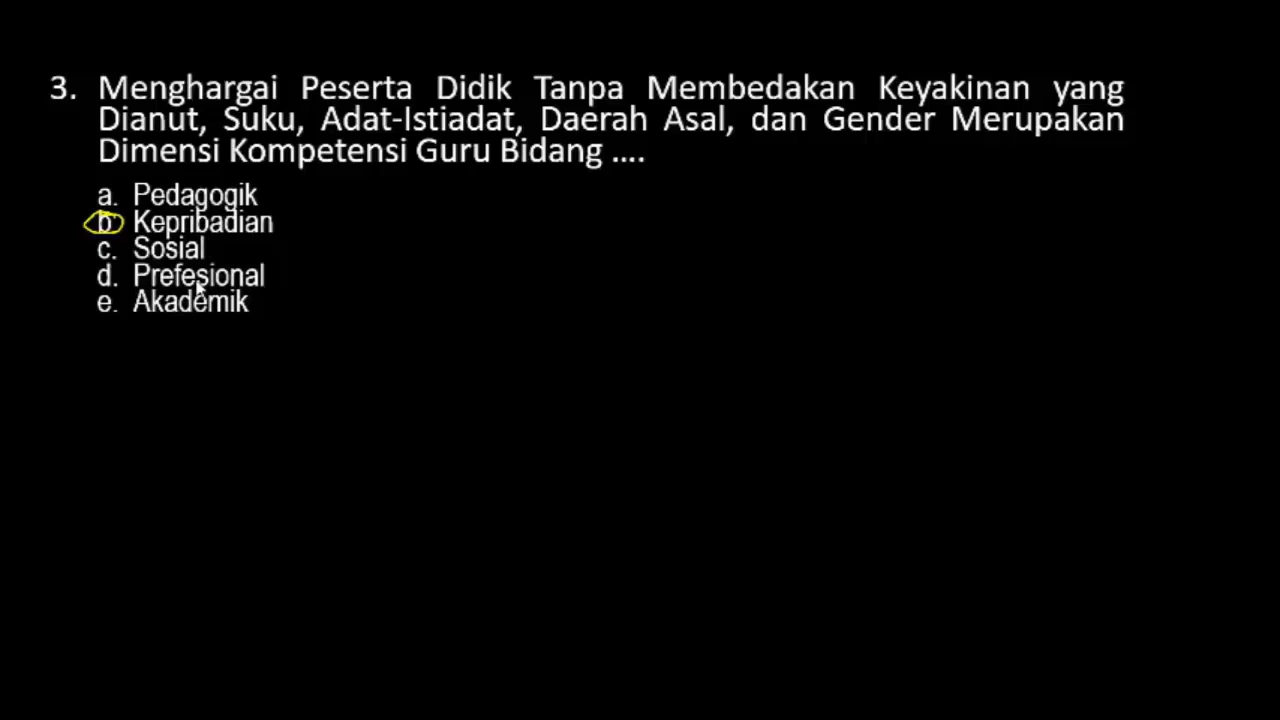 3. Menghargai Peserta Didik Tanpa Membedakan Keyakinan yang
Dianut, Suku, Adat-Istiadat, Daerah Asal, dan Gender Merupakan
Dimensi Kompetensi Guru Bidang ....
a. Pedagogik
b. Kepribadian
c. Sosial
d. Prefesional
e. Akademik